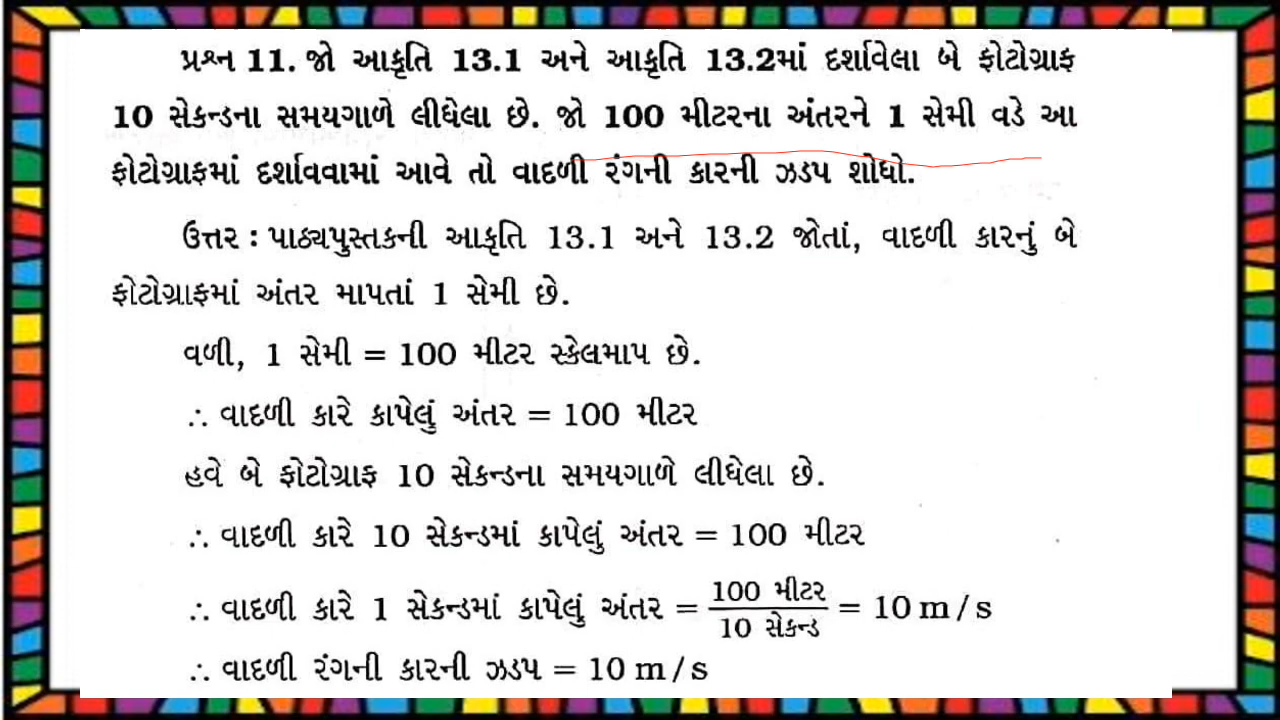 પ્રશ્ન 11. જો આકૃતિ 13.1 અને આકૃતિ 13.2માં દર્શાવેલા બે ફોટોગ્રાફ
10 સેકન્ડના સમયગાળે લીધેલા છે. જો 100 મીટરના અંતરને 1 સેમી વડે આ
ફોટોગ્રાફમાં દર્શાવવામાં આવે તો વાદળી રંગની કારની ઝડપ શોધો.
ઉત્તર : પાઠ્યપુસ્તકની આકૃતિ 13.1 અને 13.2 જોતાં, વાદળી કારનું બે
ફોટોગ્રાફમાં અંતર માપતાં 1 સેમી છે.
વળી, 1 સેમી = 100 મીટર સ્કેલમાપ છે.
∴ વાદળી કારે કાપેલું અંતર = 100 મીટર
હવે બે ફોટોગ્રાફ 10 સેકન્ડના સમયગાળે લીધેલા છે.
∴ વાદળી કારે 10 સેકન્ડમાં કાપેલું અંતર = 100 મીટર
∴ વાદળી કારે 1 સેકન્ડમાં કાપેલું અંતર = 100 મીટર / 10 સેકન્ડ = 10 m/s
∴ વાદળી રંગની કારની ઝડપ = 10 m/s